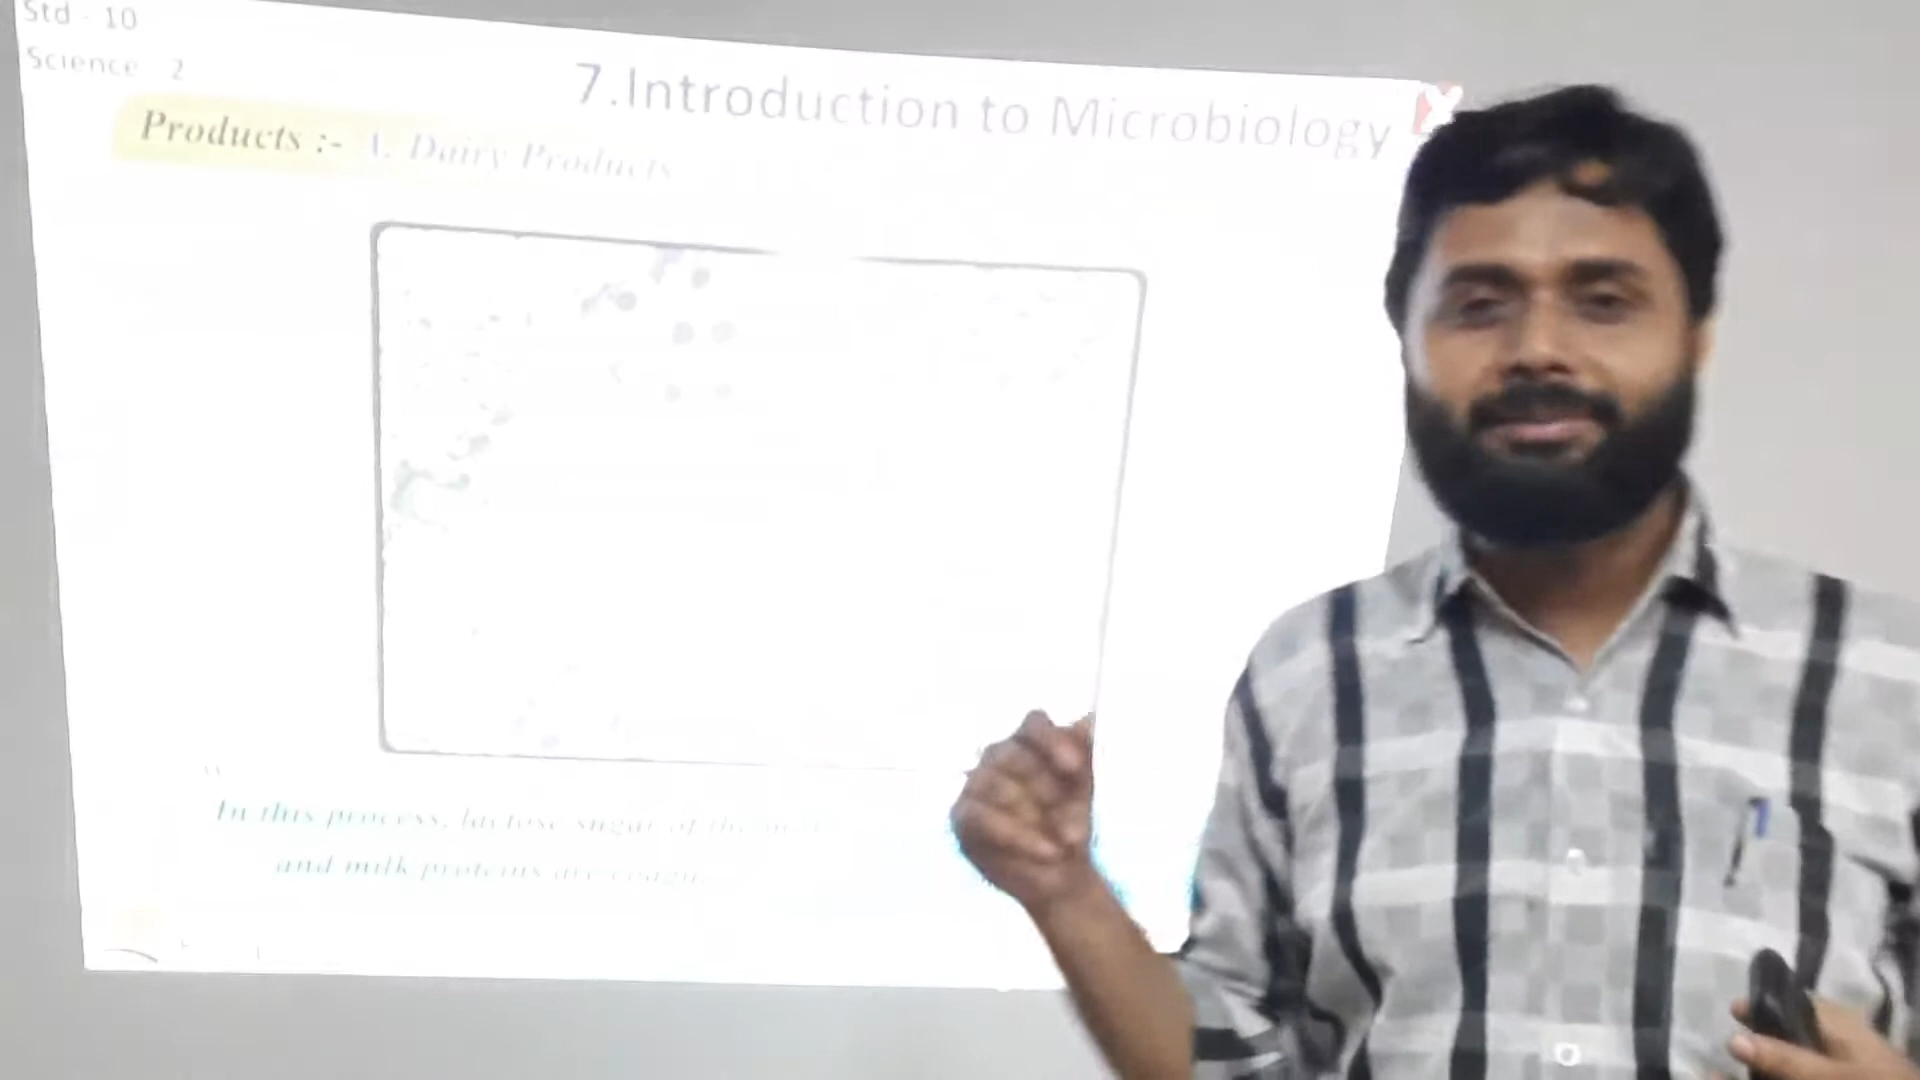 Std - 10
Science - 2
7.Introduction to Microbiology
Products :- A. Dairy Products
In this process, lactose sugar of the
and milk proteins are